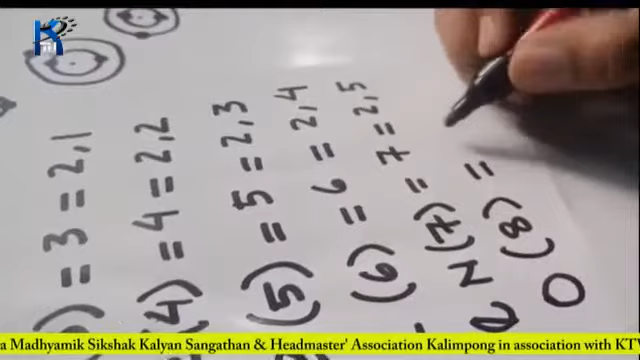 K
) = 3 = 2,1
(4) = 4 = 2,2
(5) = 5 = 2,3
(6) = 6 = 2,4
N (7) = 7 = 2,5
O (8) =
a Madhyamik Sikshak Kalyan Sangathan & Headmaster' Association Kalimpong in association with KT